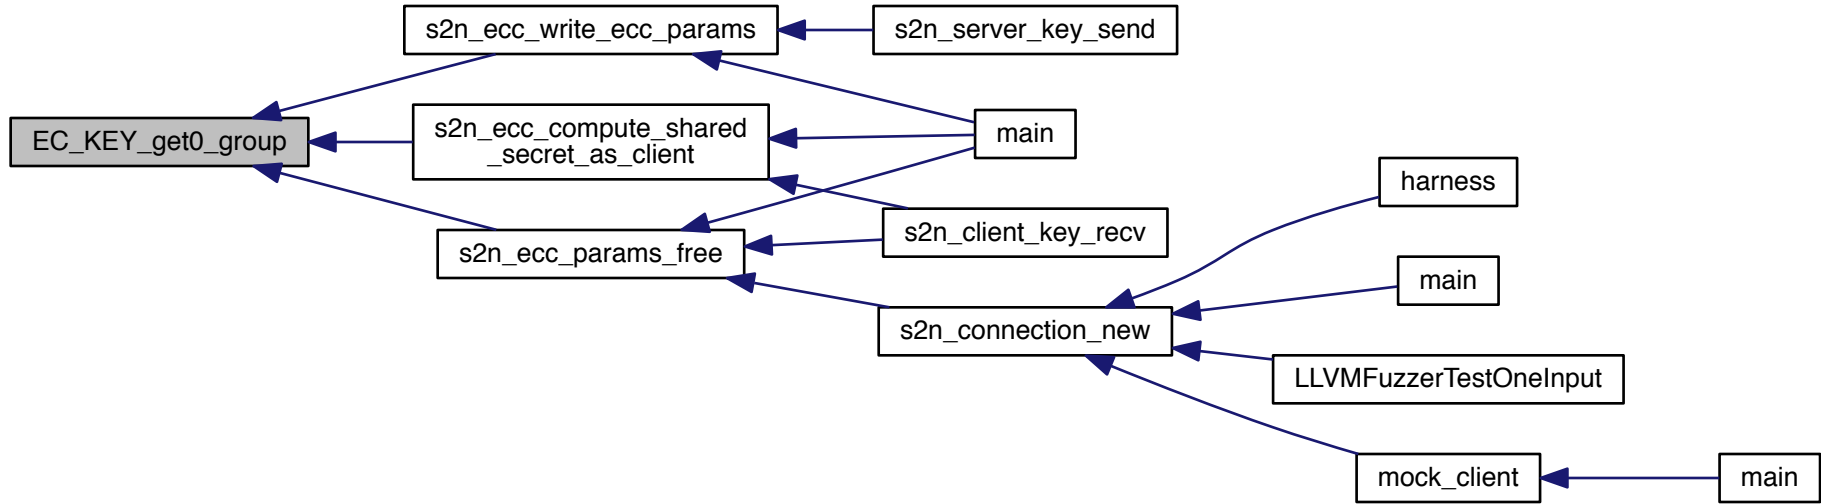 s2n_ecc_write_ecc_params
s2n_server_key_send
EC_KEY_get0_group
s2n_ecc_compute_shared
_secret_as_client
main
harness
s2n_client_key_recv
s2n_ecc_params_free
main
s2n_connection_new
LLVMFuzzerTestOneInput
mock_client
main